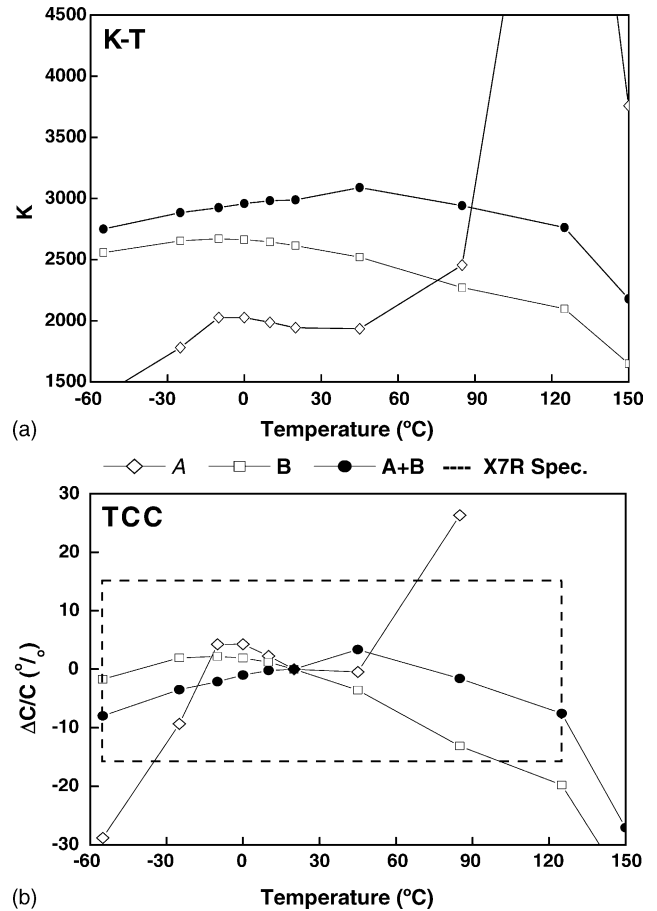 4500
K-T
4000
3500
3000
K
2500
2000
1500
-60 -30 0 30 60 90 120 150
(a) Temperature (ºC)
A B A+B X7R Spec.
30
TCC
20
10
0
ΔC/C (º/o)
-10
-20
-30
-60 -30 0 30 60 90 120 150
(b) Temperature (ºC)